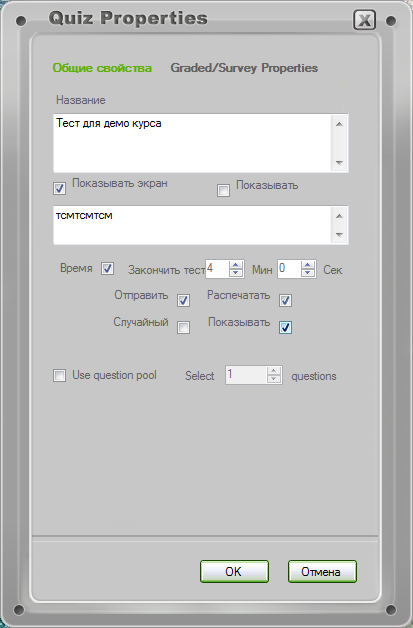 Quiz Properties
X
Общие свойства Graded/Survey Properties
Название
Тест для демо курса
Показывать экран Показывать
тсмтсмтсм
Время Закончить тест 4 Мин 0 Сек
Отправить Распечатать
Случайный Показывать
Use question pool Select 1 questions
OK Отмена